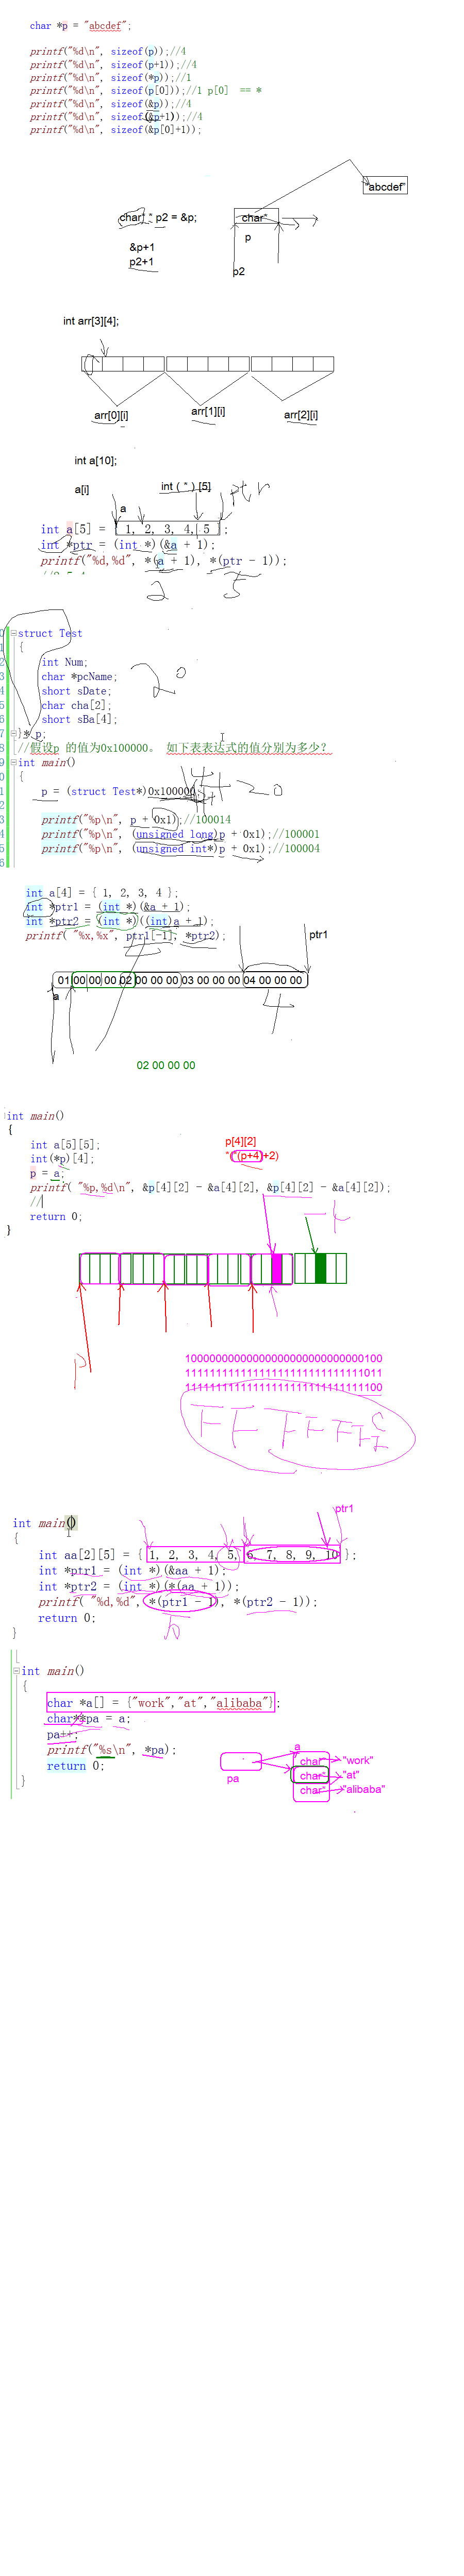 char *p = "abcdef";
printf("%d\n", sizeof(p));//4
printf("%d\n", sizeof(p+1));//4
printf("%d\n", sizeof(*p));//1
printf("%d\n", sizeof(p[0]));//1 p[0]  == *
printf("%d\n", sizeof(&p));//4
printf("%d\n", sizeof(&p+1));//4
printf("%d\n", sizeof(&p[0]+1));
"abcdef"
char* * p2 = &p;
char*
p
&p+1
p2+1
p2
int arr[3][4];
arr[0][i]
arr[1][i]
arr[2][i]
int a[10];
a[i]
int ( * ) [5]
ptr
a
int a[5] = { 1, 2, 3, 4, 5 };
int *ptr = (int *)(&a + 1);
printf("%d,%d", *(a + 1), *(ptr - 1));
2 5
struct Test
{
int Num;
char *pcName;
short sDate;
char cha[2];
short sBa[4];
}* p;
20
//假设p 的值为0x100000。 如下表表达式的值分别为多少?
int main()
{
p = (struct Test*)0x100000
20
printf("%p\n", p + 0x1);//100014
printf("%p\n", (unsigned long)p + 0x1);//100001
printf("%p\n", (unsigned int*)p + 0x1);//100004
int a[4] = { 1, 2, 3, 4 };
int *ptr1 = (int *)(&a + 1);
int *ptr2 = (int *)((int)a + 1);
printf( "%x,%x", ptr1[-1], *ptr2);
ptr1
01 00 00 00 02 00 00 00 03 00 00 00 04 00 00 00
a
4
02 00 00 00
int main()
{
int a[5][5];
int(*p)[4];
p = a;
p[4][2]
*(*(p+4)+2)
printf( "%p,%d\n", &p[4][2] - &a[4][2], &p[4][2] - &a[4][2]);
//
return 0;
}
-4
P
10000000000000000000000000000100
11111111111111111111111111111011
11111111111111111111111111111100
int main()
{
ptr1
int aa[2][5] = { 1, 2, 3, 4, 5, 6, 7, 8, 9, 10 };
int *ptr1 = (int *)(&aa + 1);
int *ptr2 = (int *)(*(aa + 1));
printf( "%d,%d", *(ptr1 - 1), *(ptr2 - 1));
return 0;
}
int main()
{
char *a[] = {"work","at","alibaba"};
char**pa = a;
pa++;
printf("%s\n", *pa);
return 0;
}
a
pa
char* "work"
char* "at"
char* "alibaba"